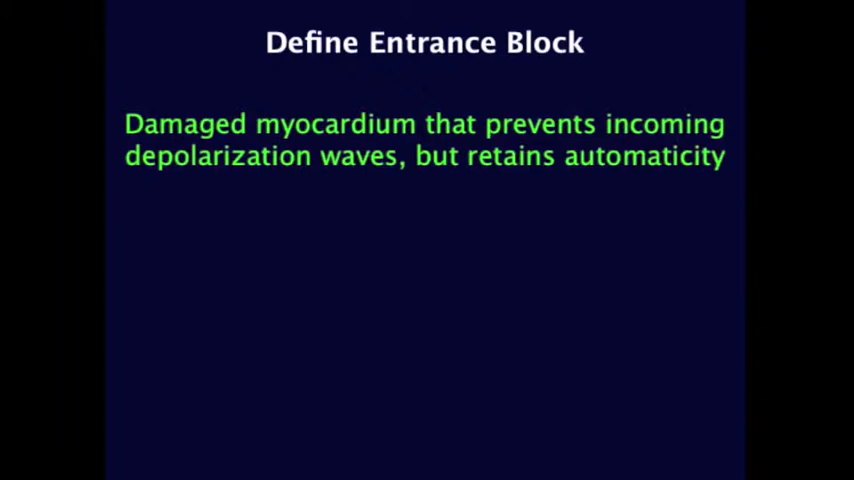 Define Entrance Block
Damaged myocardium that prevents incoming
depolarization waves, but retains automaticity